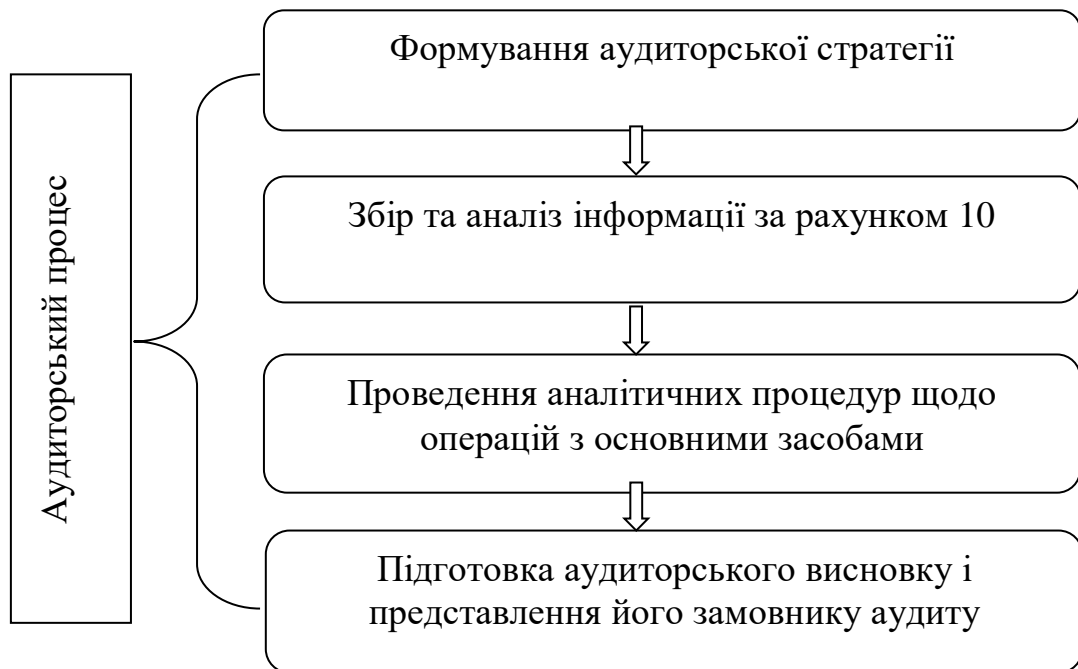 Аудиторський процес
Формування аудиторської стратегії
Збір та аналіз інформації за рахунком 10
Проведення аналітичних процедур щодо
операцій з основними засобами
Підготовка аудиторського висновку і
представлення його замовнику аудиту